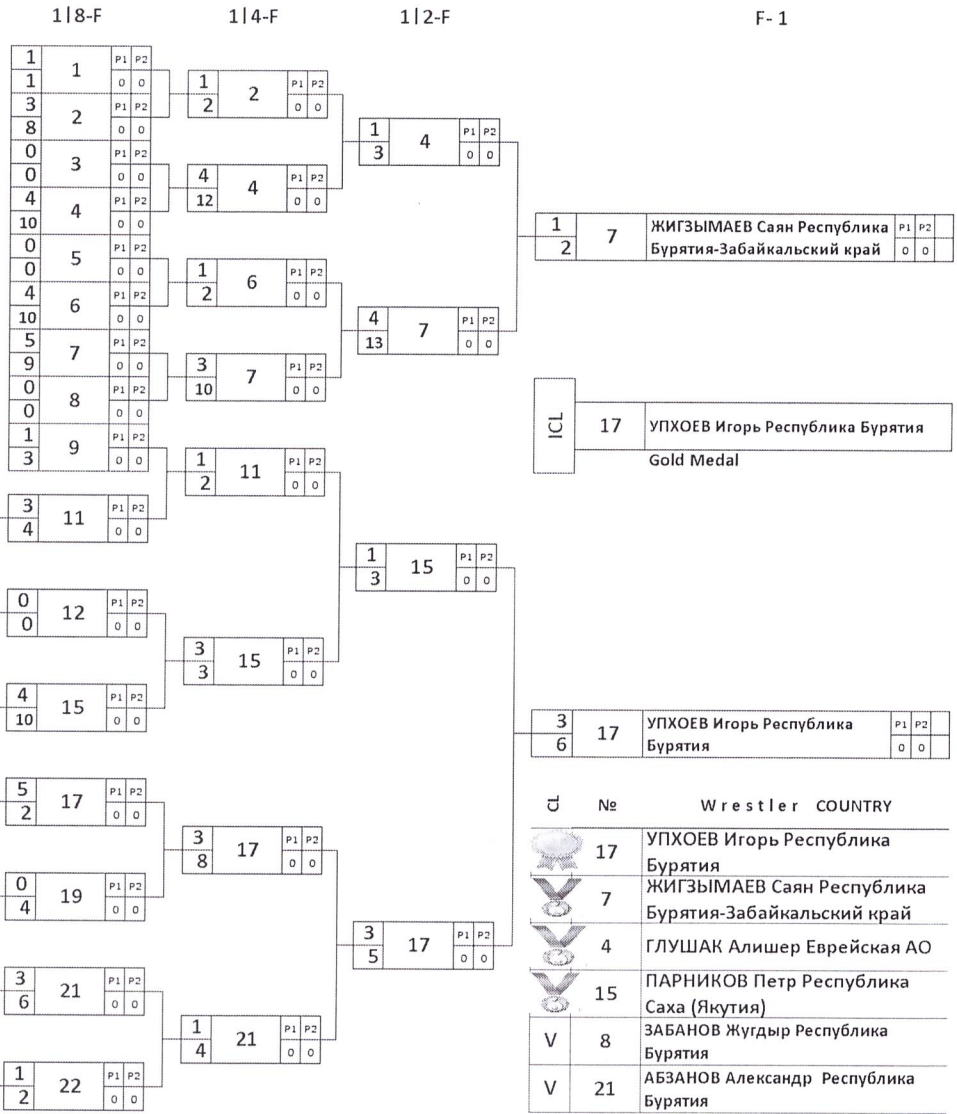 1|8-F 1|4-F 1|2-F F- 1
1 1 P1 P2
1 0 0
3 2 P1 P2
8 0 0
0 3 P1 P2
0 0 0
4 4 P1 P2
10 0 0
0 5 P1 P2
0 0 0
4 6 P1 P2
10 0 0
5 7 P1 P2
9 0 0
0 8 P1 P2
0 0 0
1 9 P1 P2
3 0 0
3 11 P1 P2
4 0 0
0 12 P1 P2
0 0 0
4 15 P1 P2
10 0 0
5 17 P1 P2
2 0 0
0 19 P1 P2
4 0 0
3 21 P1 P2
6 0 0
1 22 P1 P2
2 0 0
1 2 P1 P2
2 0 0
4 4 P1 P2
12 0 0
1 6 P1 P2
2 0 0
3 7 P1 P2
10 0 0
1 11 P1 P2
2 0 0
3 15 P1 P2
3 0 0
3 17 P1 P2
8 0 0
1 21 P1 P2
4 0 0
1 4 P1 P2
3 0 0
4 7 P1 P2
13 0 0
1 15 P1 P2
3 0 0
3 17 P1 P2
5 0 0
1 7 ЖИГЗЫМАЕВ Саян Республика P1 P2
2 Бурятия-Забайкальский край 0 0
ICL 17 УПХОЕВ Игорь Республика Бурятия
Gold Medal
3 17 УПХОЕВ Игорь Республика P1 P2
6 Бурятия 0 0
CL № Wrestler COUNTRY
17 УПХОЕВ Игорь Республика
Бурятия
7 ЖИГЗЫМАЕВ Саян Республика
Бурятия-Забайкальский край
4 ГЛУШАК Алишер Еврейская АО
15 ПАРНИКОВ Петр Республика
Саха (Якутия)
V 8 ЗАБАНОВ Жугдыр Республика
Бурятия
V 21 АБЗАНОВ Александр Республика
Бурятия